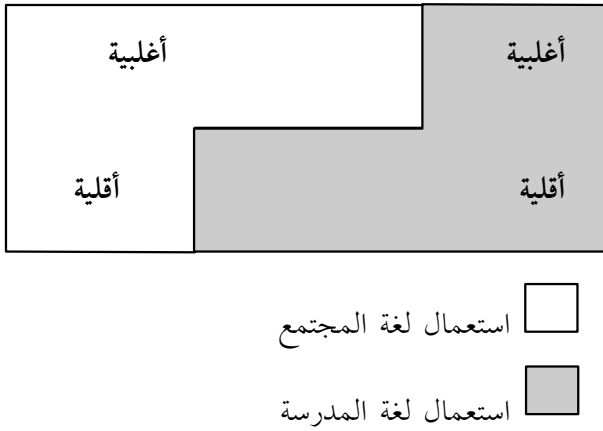 أغلبية
أغلبية
أقلية
أقلية
استعمال لغة المجتمع
استعمال لغة المدرسة